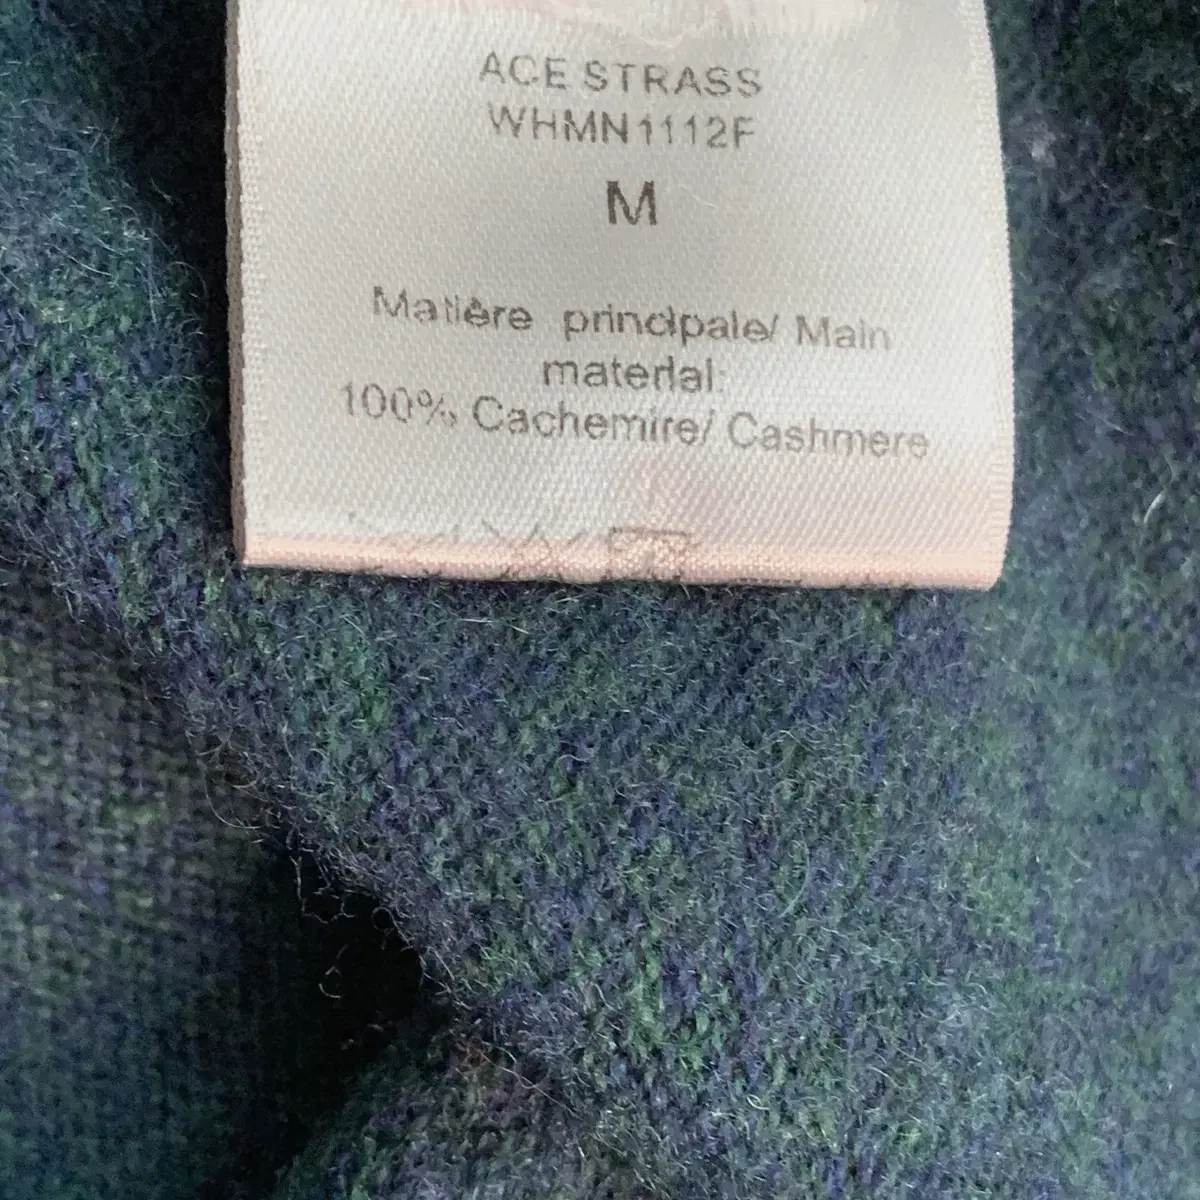 ACE STRASS
WHMN1112F
M
Matière principale/ Main
material:
100% Cachemire/ Cashmere